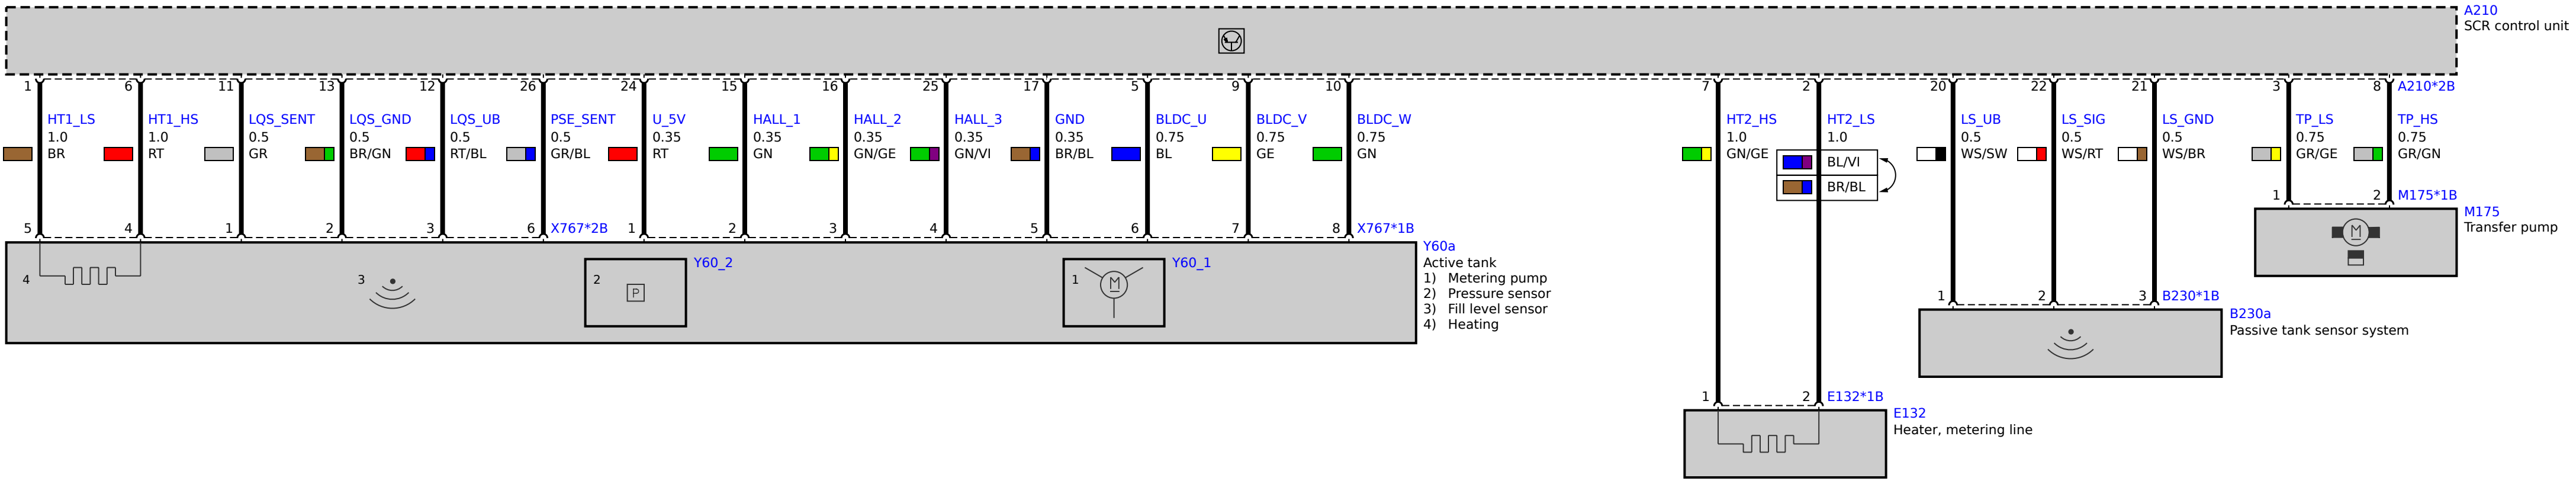 A210
SCR control unit
1 6 11 13 12 26 24 15 16 25 17 5 9 10 7 2 20 22 21 3 8 A210*2B
HT1_LS HT1_HS LQS_SENT LQS_GND LQS_UB PSE_SENT U_5V HALL_1 HALL_2 HALL_3 GND BLDC_U BLDC_V BLDC_W HT2_HS HT2_LS LS_UB LS_SIG LS_GND TP_LS TP_HS
1.0 1.0 0.5 0.5 0.5 0.5 0.35 0.35 0.35 0.35 0.35 0.75 0.75 0.75 1.0 1.0 0.5 0.5 0.5 0.75 0.75
BR RT GR BR/GN RT/BL GR/BL RT GN GN/GE GN/VI BR/BL BL GE GN GN/GE WS/SW WS/RT WS/BR GR/GE GR/GN
BL/VI
BR/BL
1 2 M175*1B
M175
Transfer pump
M
5 4 1 2 3 6 X767*2B 1 2 3 4 5 6 7 8 X767*1B
Y60a
Active tank
1) Metering pump
2) Pressure sensor
3) Fill level sensor
4) Heating
4 3 2 P Y60_2 1 M Y60_1
1 2 3 B230*1B
B230a
Passive tank sensor system
1 2 E132*1B
E132
Heater, metering line